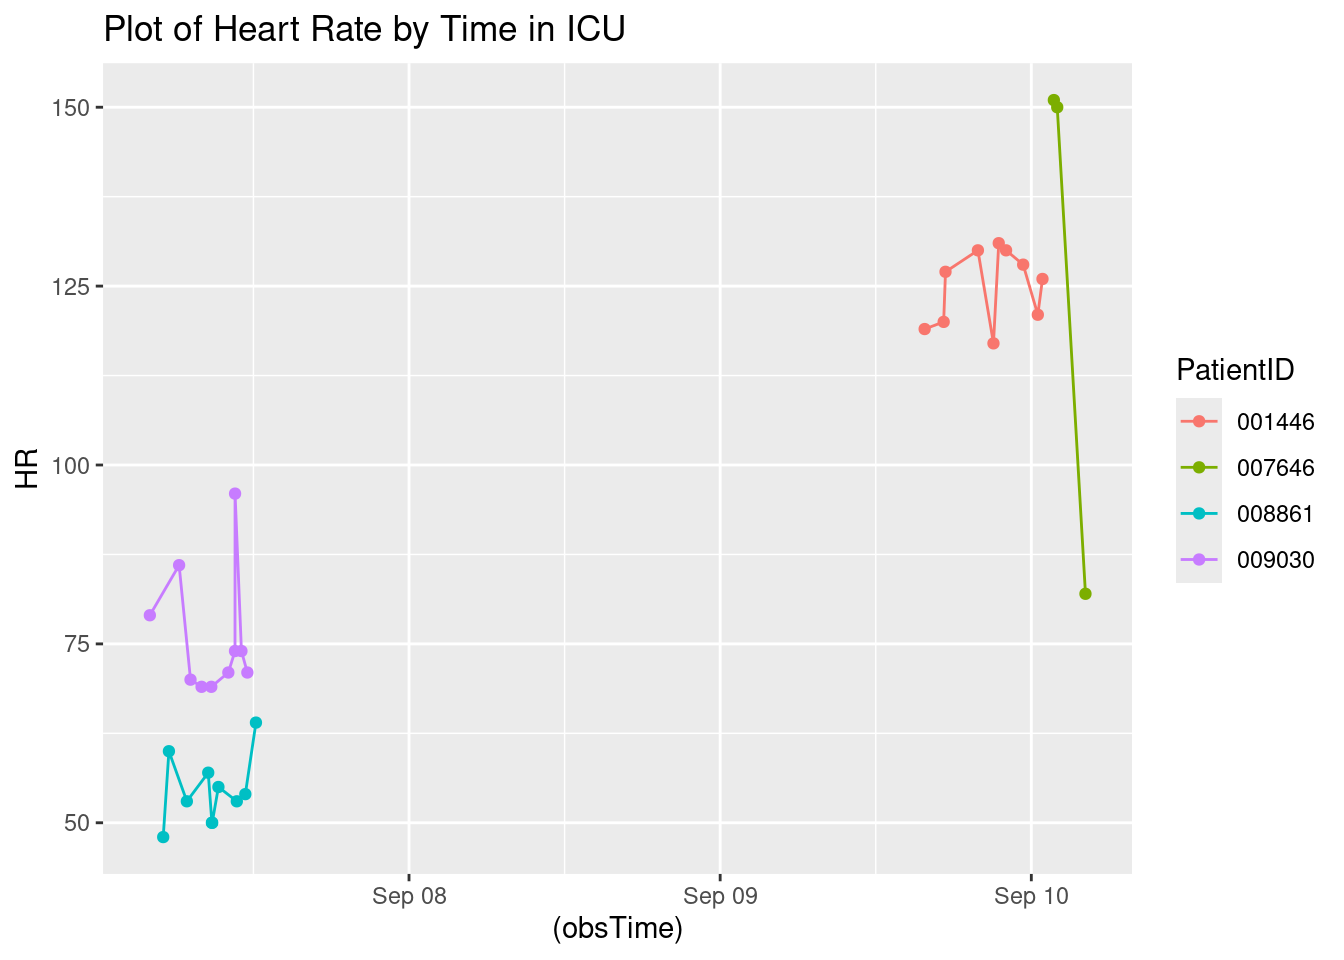 Plot of Heart Rate by Time in ICU
150
125
100
75
50
HR
Sep 08
Sep 09
Sep 10
(obsTime)
PatientID
001446
007646
008861
009030